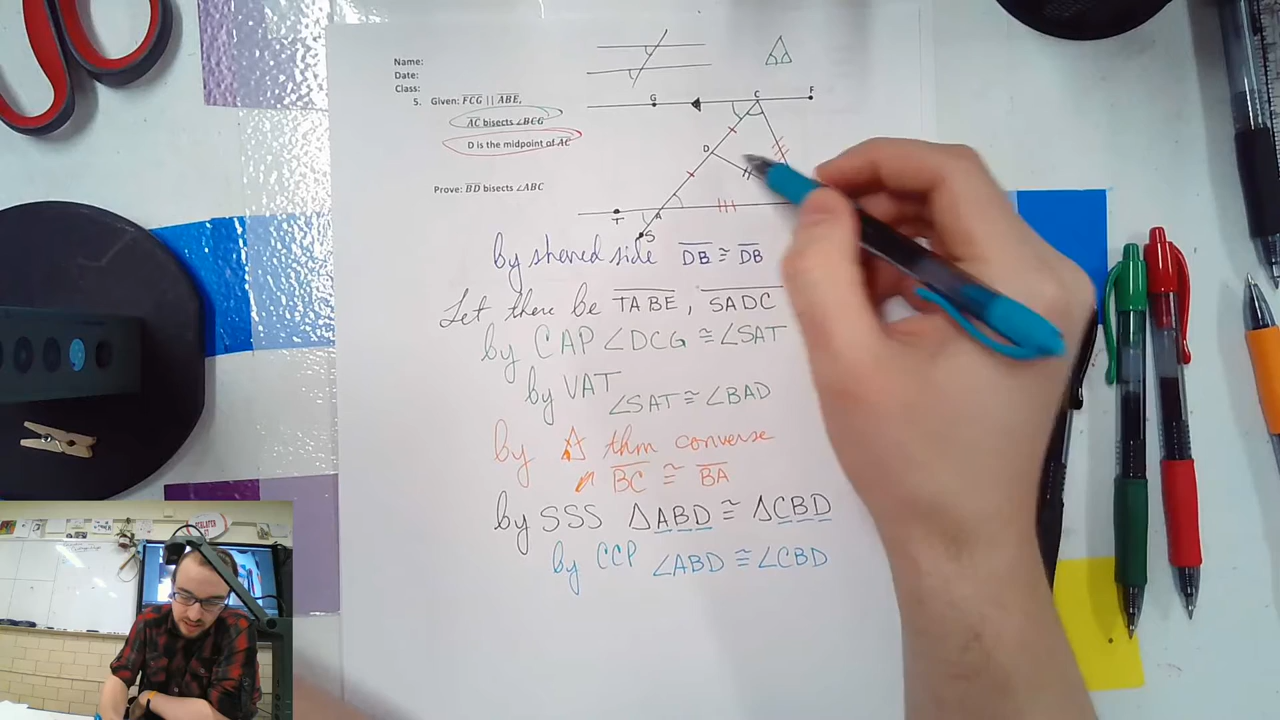 Name:
Date:
Class:
5. Given: FCG || ABE,
AC bisects ∠BCG
D is the midpoint of AC
Prove: BD bisects ∠ABC
G
C
F
D
T
A
S
by shared side DB ≅ DB
Let there be TABE, SADC
by CAP ∠DCG ≅ ∠SAT
by VAT
∠SAT ≅ ∠BAD
by thm converse
BC ≅ BA
by SSS ΔABD ≅ ΔCBD
by CCP ∠ABD ≅ ∠CBD